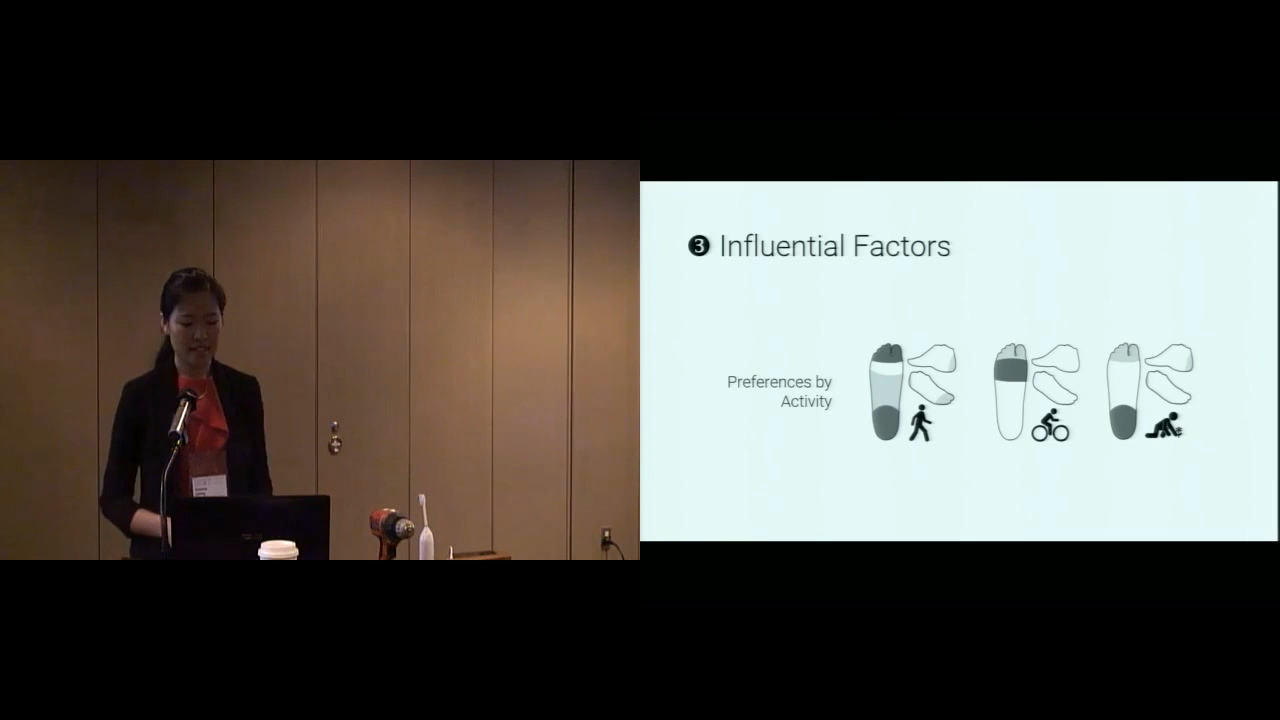 ❸ Influential Factors
Preferences by
Activity